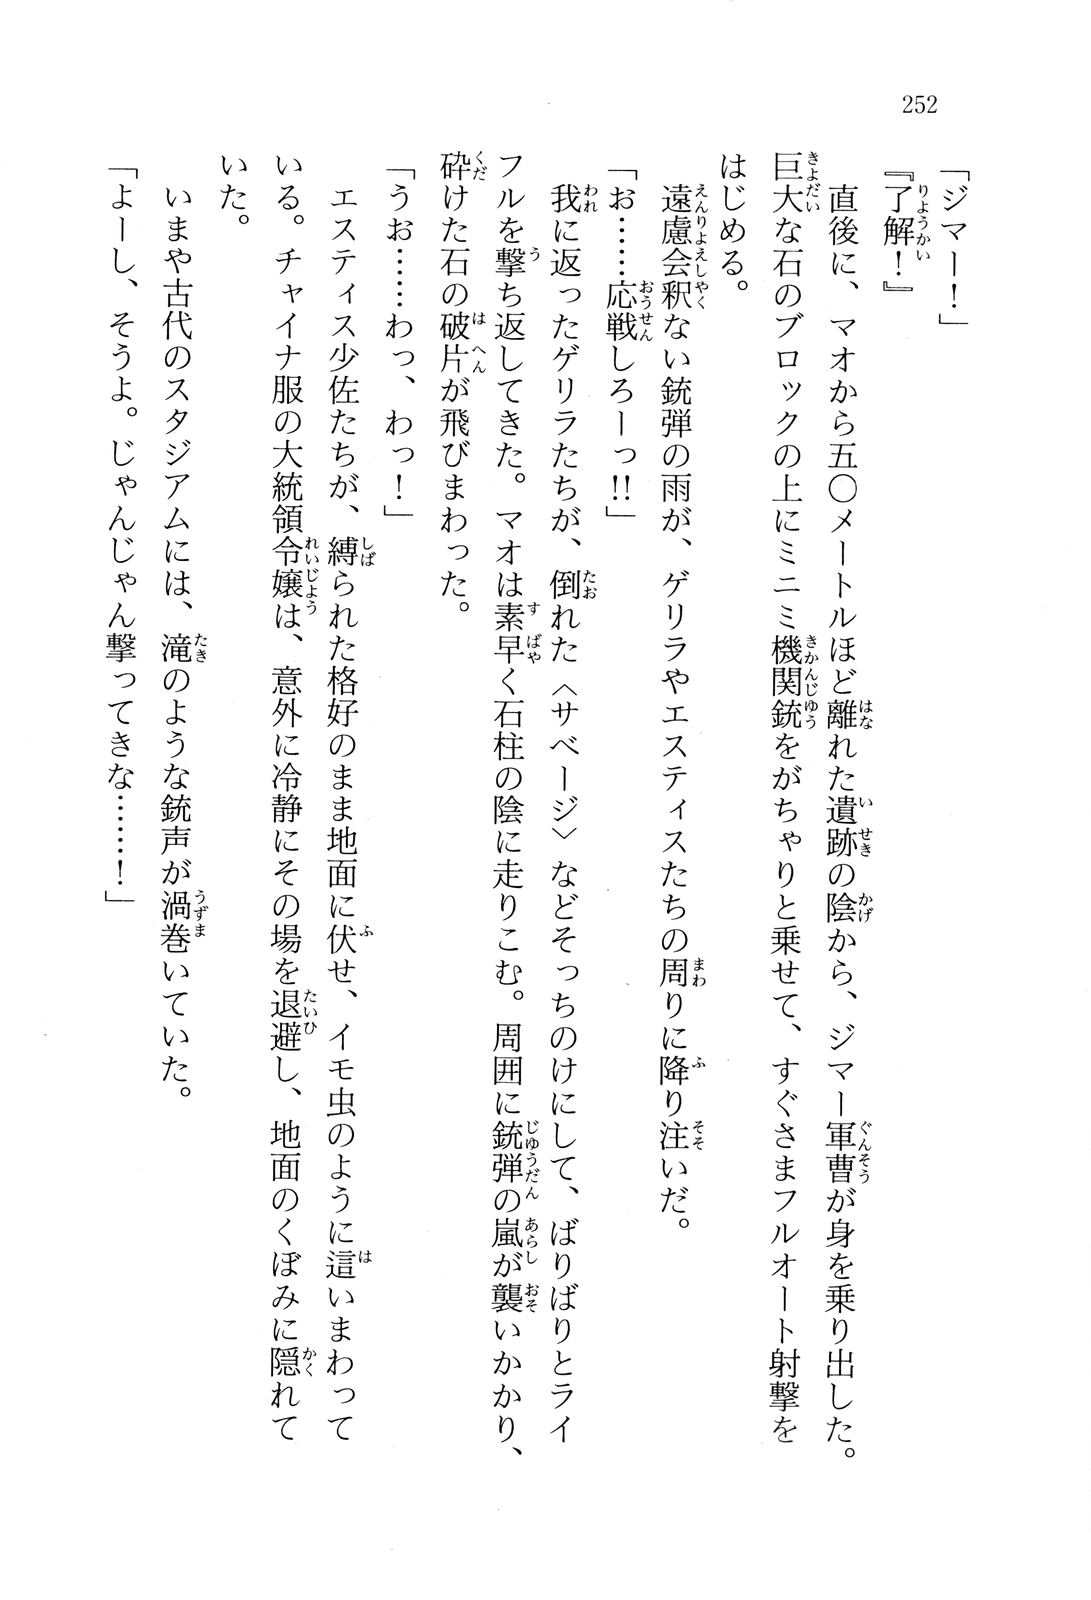 252
「ジマー！」
『了解！』
　直後に、マオから五〇メートルほど離れた遺跡の陰から、ジマー軍曹が身を乗り出した。
巨大な石のブロックの上にミニミ機関銃をがちゃりと乗せて、すぐさまフルオート射撃を
はじめる。
　遠慮会釈ない銃弾の雨が、ゲリラやエスティスたちの周りに降り注いだ。
「お……応戦しろーっ!!」
　我に返ったゲリラたちが、倒れた〈サベージ〉などそっちのけにして、ばりばりとライ
フルを撃ち返してきた。マオは素早く石柱の陰に走りこむ。周囲に銃弾の嵐が襲いかかり、
砕けた石の破片が飛びまわった。
「うお……わっ、わっ！」
　エスティス少佐たちが、縛られた格好のまま地面に伏せ、イモ虫のように這いまわって
いる。チャイナ服の大統領令嬢は、意外に冷静にその場を退避し、地面のくぼみに隠れて
いた。
　いまや古代のスタジアムには、滝のような銃声が渦巻いていた。
「よーし、そうよ。じゃんじゃん撃ってきな……！」